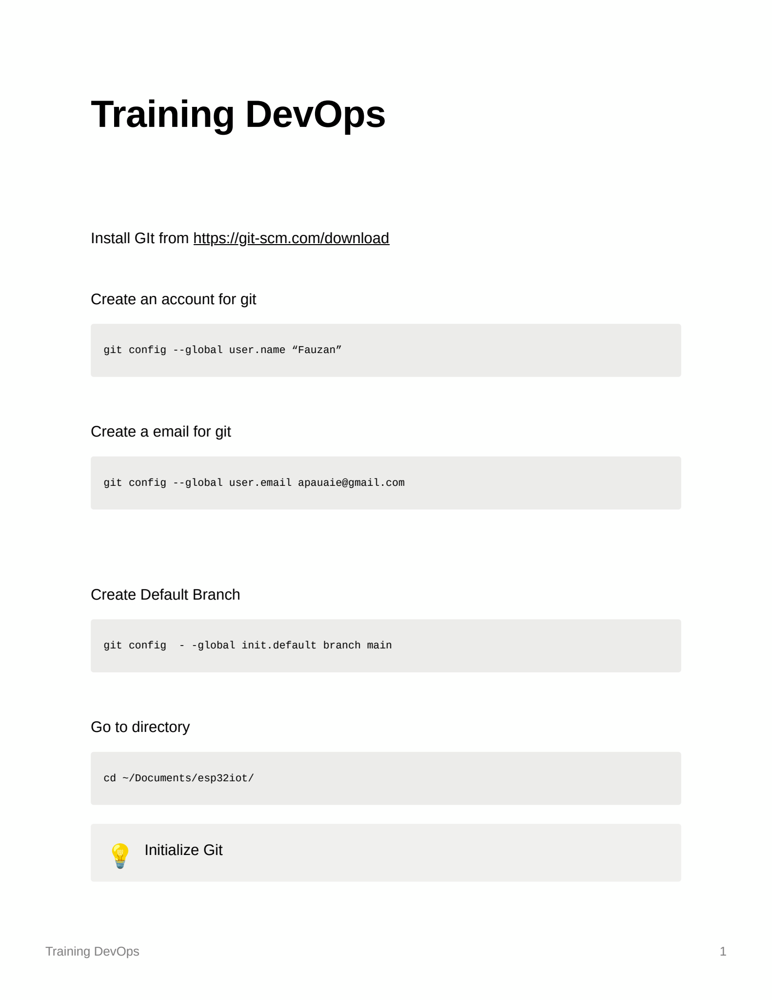 Training DevOps
Install GIt from https://git-scm.com/download
Create an account for git
git config --global user.name “Fauzan”
Create a email for git
git config --global user.email apauaie@gmail.com
Create Default Branch
git config  - -global init.default branch main
Go to directory
cd ~/Documents/esp32iot/
Initialize Git
Training DevOps 1